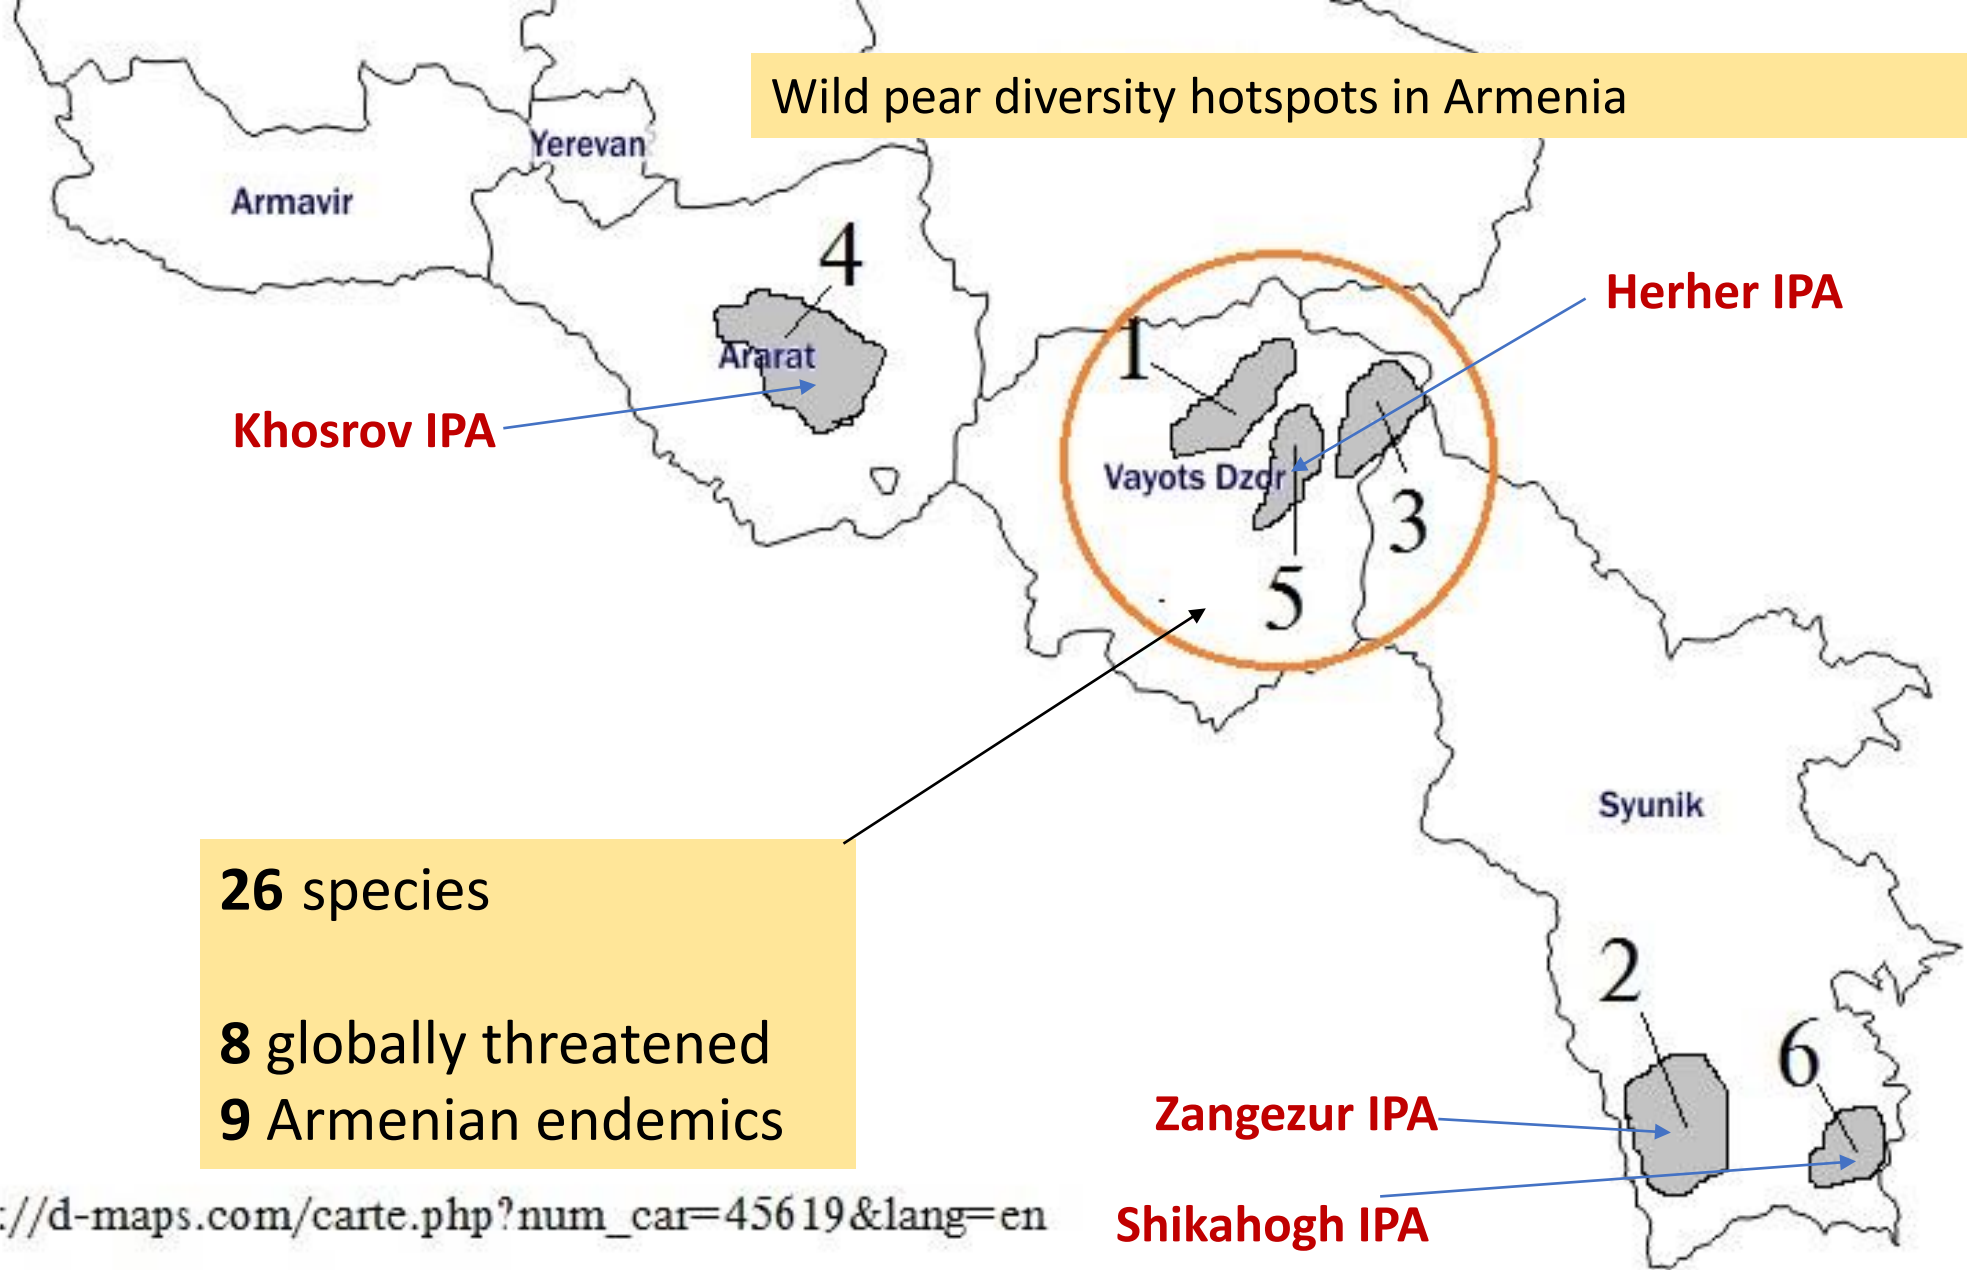 Wild pear diversity hotspots in Armenia
Yerevan
Armavir
4
Herher IPA
1
Ararat
Khosrov IPA
Vayots Dzor
3
5
Syunik
26 species
8 globally threatened
9 Armenian endemics
2
6
Zangezur IPA
Shikahogh IPA
://d-maps.com/carte.php?num_car=45619&lang=en